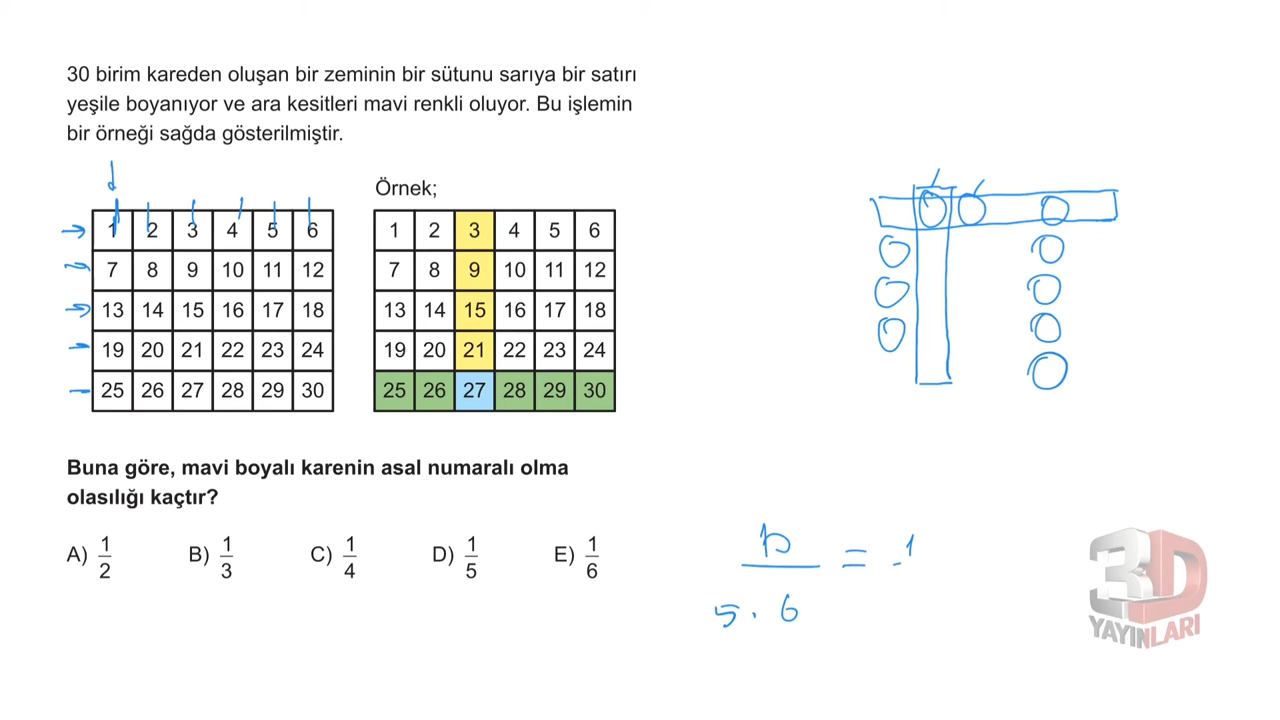 30 birim kareden oluşan bir zeminin bir sütunu sarıya bir satırı
yeşile boyanıyor ve ara kesitleri mavi renkli oluyor. Bu işlemin
bir örneği sağda gösterilmiştir.
Örnek;
1 2 3 4 5 6
7 8 9 10 11 12
13 14 15 16 17 18
19 20 21 22 23 24
25 26 27 28 29 30
1 2 3 4 5 6
7 8 9 10 11 12
13 14 15 16 17 18
19 20 21 22 23 24
25 26 27 28 29 30
Buna göre, mavi boyalı karenin asal numaralı olma
olasılığı kaçtır?
A) 1/2 B) 1/3 C) 1/4 D) 1/5 E) 1/6
= 1
5 . 6
3D
YAYINLARI